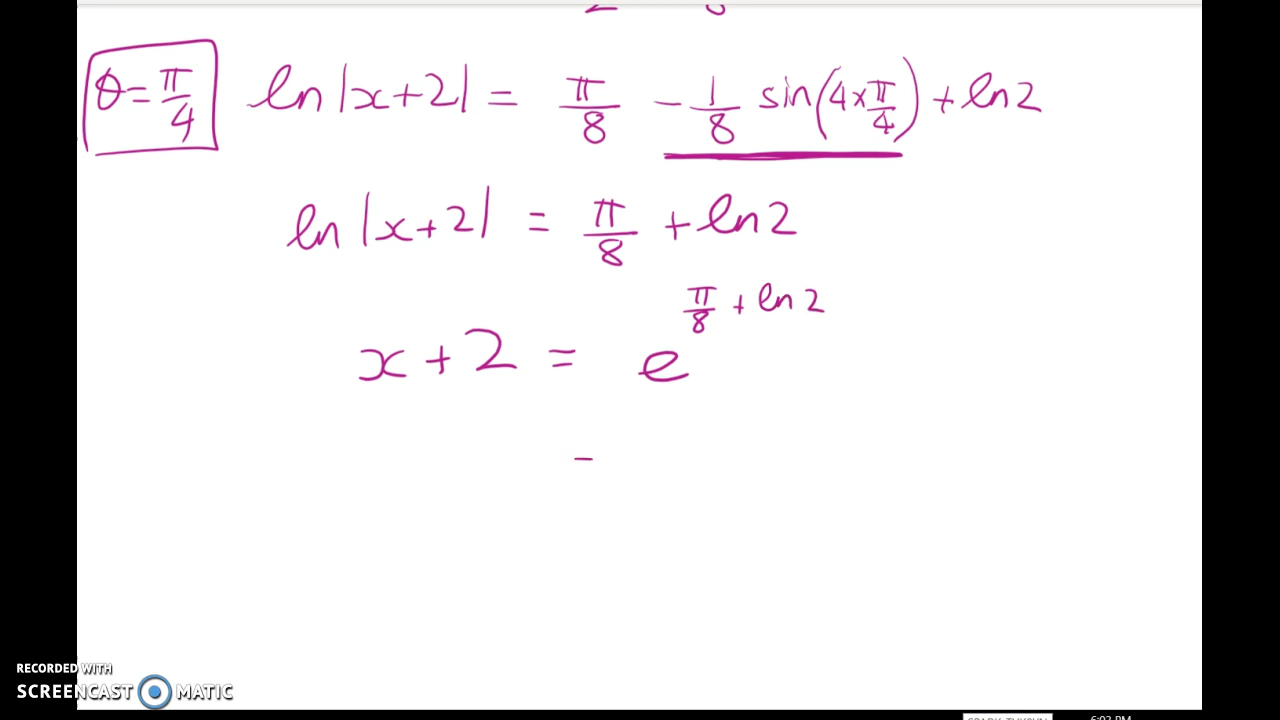 θ = π/4 ln|x+2| = π/8 - 1/8 sin(4×π/4) + ln2
ln|x+2| = π/8 + ln2
x+2 = e^(π/8 + ln2)
RECORDED WITH
SCREENCAST MATIC